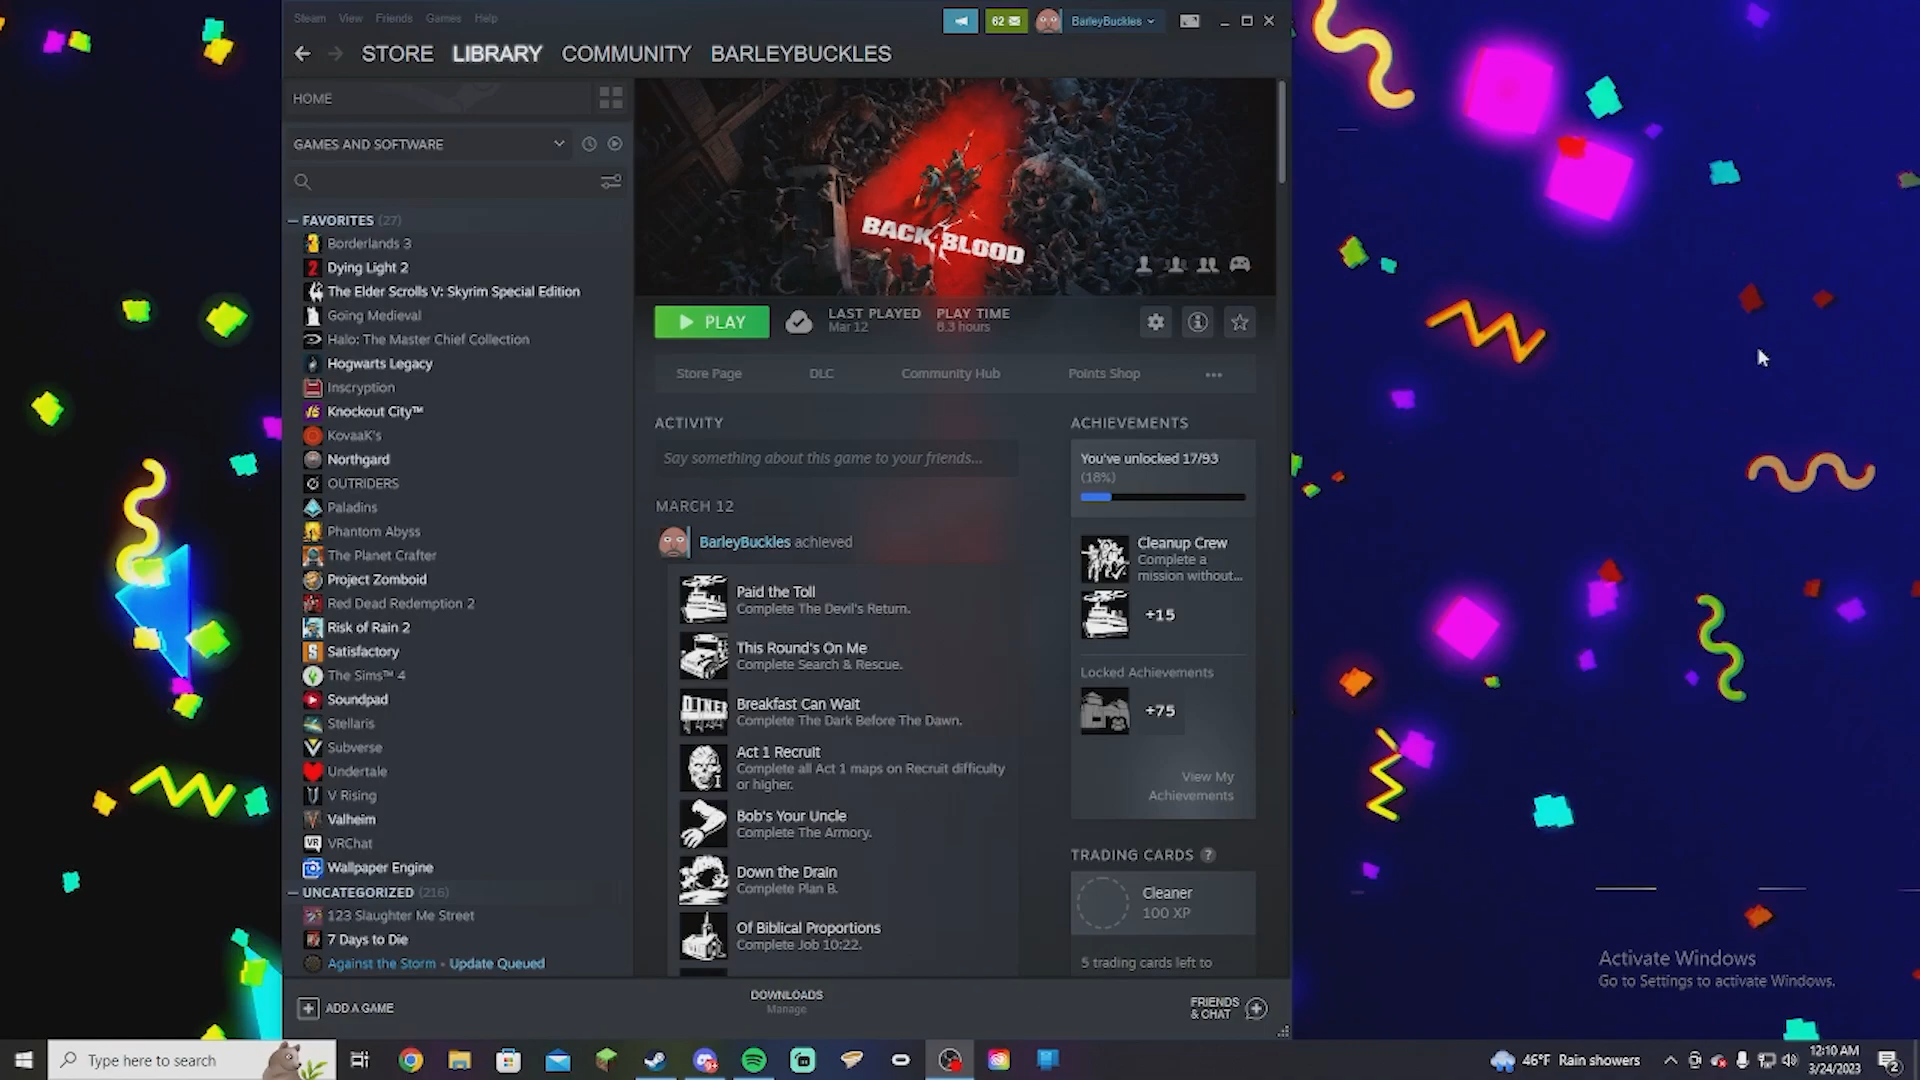 Steam View Friends Games Help
62
BarleyBuckles
STORE LIBRARY COMMUNITY BARLEYBUCKLES
HOME
GAMES AND SOFTWARE
FAVORITES (27)
Borderlands 3
Dying Light 2
The Elder Scrolls V: Skyrim Special Edition
Going Medieval
Halo: The Master Chief Collection
Hogwarts Legacy
Inscryption
Knockout City™
KovaaK's
Northgard
OUTRIDERS
Paladins
Phantom Abyss
The Planet Crafter
Project Zomboid
Red Dead Redemption 2
Risk of Rain 2
Satisfactory
The Sims™ 4
Soundpad
Stellaris
Subverse
Undertale
V Rising
Valheim
VRChat
Wallpaper Engine
UNCATEGORIZED (216)
123 Slaughter Me Street
7 Days to Die
Against the Storm - Update Queued
ADD A GAME
BACK 4 BLOOD
PLAY
LAST PLAYED
Mar 12
PLAY TIME
8.3 hours
Store Page DLC Community Hub Points Shop
ACTIVITY
Say something about this game to your friends...
MARCH 12
BarleyBuckles achieved
Paid the Toll
Complete The Devil's Return.
This Round's On Me
Complete Search & Rescue.
Breakfast Can Wait
Complete The Dark Before The Dawn.
Act 1 Recruit
Complete all Act 1 maps on Recruit difficulty
or higher.
Bob's Your Uncle
Complete The Armory.
Down the Drain
Complete Plan B.
Of Biblical Proportions
Complete Job 10:22.
ACHIEVEMENTS
You've unlocked 17/93
(18%)
Cleanup Crew
Complete a
mission without...
+15
Locked Achievements
+75
View My
Achievements
TRADING CARDS ?
Cleaner
100 XP
5 trading cards left to
DOWNLOADS
Manage
FRIENDS
& CHAT
Activate Windows
Go to Settings to activate Windows.
Type here to search
46°F Rain showers
12:10 AM
3/24/2023
2